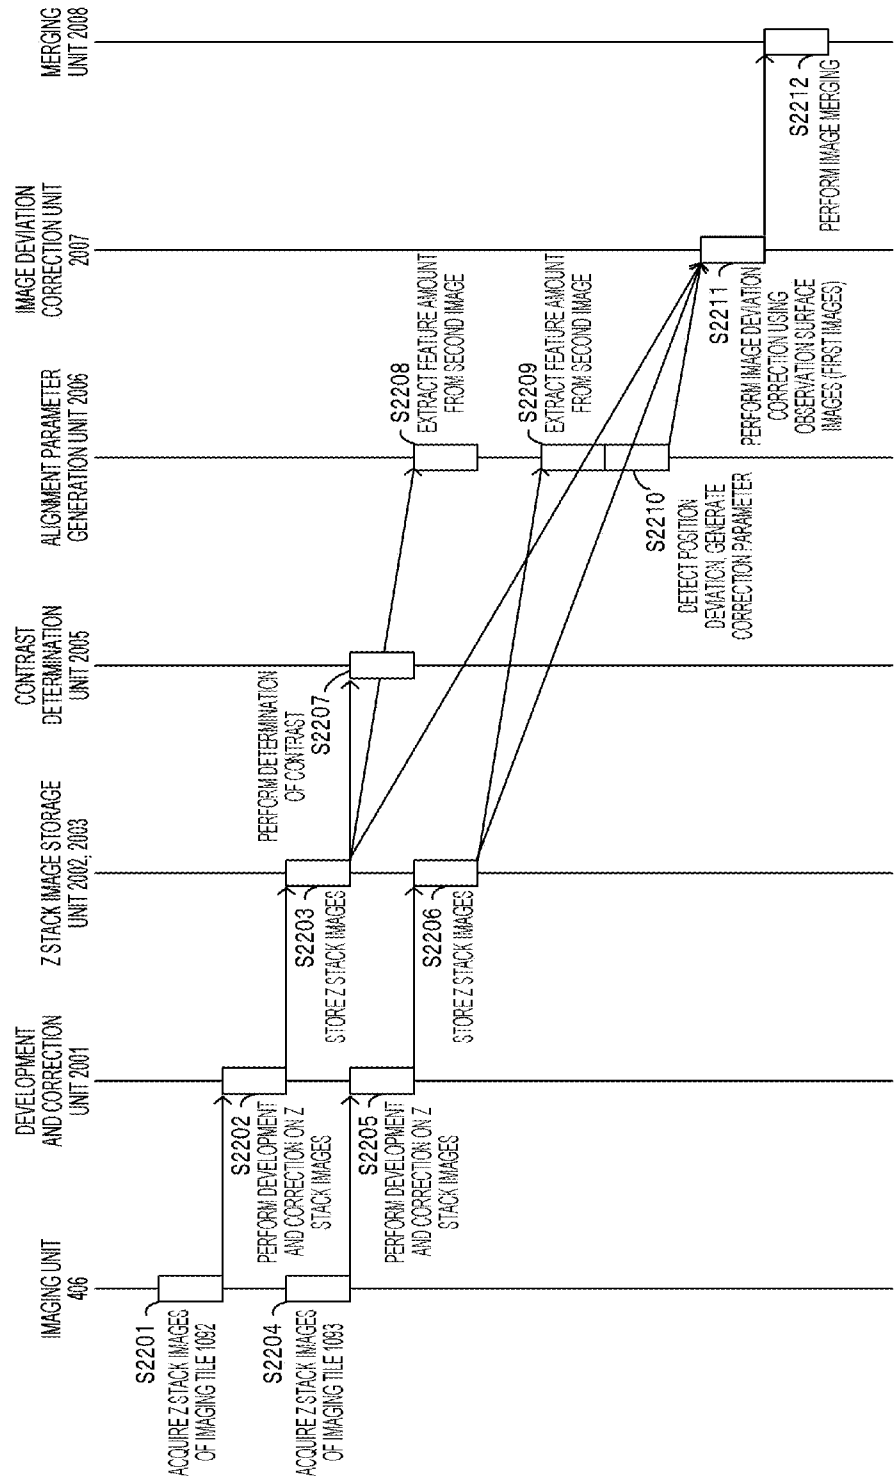 IMAGING UNIT
406
DEVELOPMENT
AND CORRECTION
UNIT 2001
Z STACK IMAGE STORAGE
UNIT 2002, 2003
CONTRAST
DETERMINATION
UNIT 2005
ALIGNMENT PARAMETER
GENERATION UNIT 2006
IMAGE DEVIATION
CORRECTION UNIT
2007
MERGING
UNIT 2008
S2201
ACQUIRE Z STACK IMAGES
OF IMAGING TILE 1092
S2202
PERFORM DEVELOPMENT
AND CORRECTION ON Z
STACK IMAGES
S2203
STORE Z STACK IMAGES
S2204
ACQUIRE Z STACK IMAGES
OF IMAGING TILE 1093
S2205
PERFORM DEVELOPMENT
AND CORRECTION ON Z
STACK IMAGES
S2206
STORE Z STACK IMAGES
PERFORM DETERMINATION
OF CONTRAST
S2207
S2208
EXTRACT FEATURE AMOUNT
FROM SECOND IMAGE
S2209
EXTRACT FEATURE AMOUNT
FROM SECOND IMAGE
S2210
DETECT POSITION
DEVIATION, GENERATE
CORRECTION PARAMETER
S2211
PERFORM IMAGE DEVIATION
CORRECTION USING
OBSERVATION SURFACE
IMAGES (FIRST IMAGES)
S2212
PERFORM IMAGE MERGING